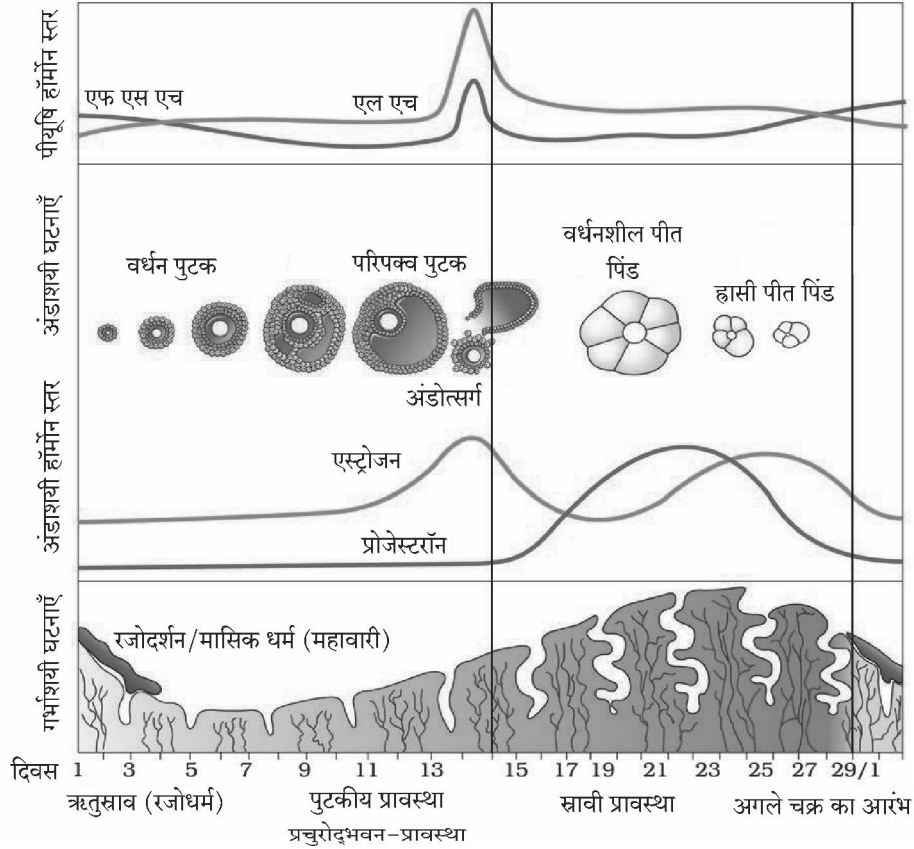 पीयूषि हॉर्मोन स्तर
एफ एस एच
एल एच
अंडाशयी घटनाएँ
वर्धन पुटक
परिपक्व पुटक
वर्धनशील पीत
पिंड
ह्रासी पीत पिंड
अंडोत्सर्ग
अंडाशयी हॉर्मोन स्तर
एस्ट्रोजन
प्रोजेस्टरॉन
गर्भाशयी घटनाएँ
रजोदर्शन/मासिक धर्म (महावारी)
दिवस 1 3 5 7 9 11 13 15 17 19 21 23 25 27 29/1
ऋतुस्राव (रजोधर्म)
पुटकीय प्रावस्था
प्रचुरोद्भवन-प्रावस्था
स्रावी प्रावस्था
अगले चक्र का आरंभ